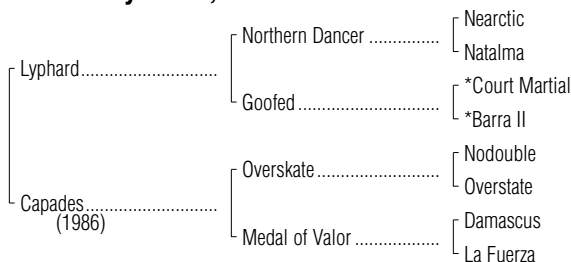 Nearctic
Northern Dancer ................
Natalma
Lyphard...............................
*Court Martial
Goofed ................................
*Barra II
Nodouble
Overskate............................
Overstate
Capades..............................
(1986)
Damascus
Medal of Valor ...................
La Fuerza